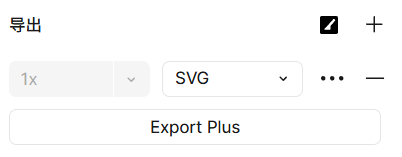 导出
1x SVG
Export Plus